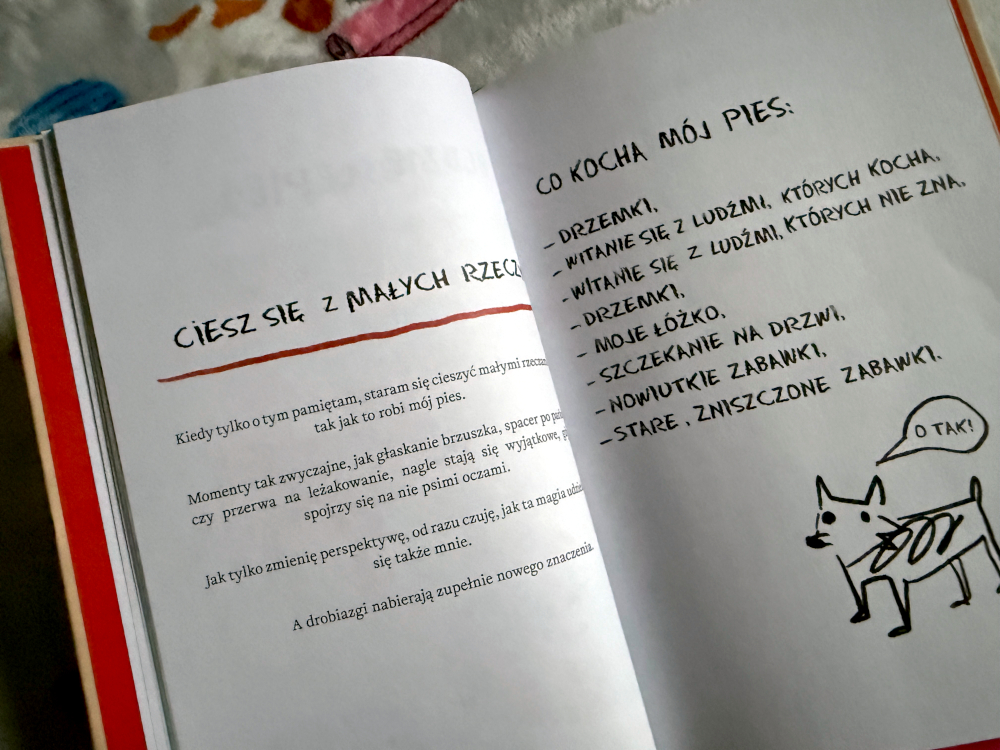 CIESZ SIĘ Z MAŁYCH
Kiedy tylko o tym pamiętam, staram się cieszyć małymi
tak jak to robi mój pies.
Momenty tak zwyczajne, jak głaskanie brzuszka, spacer po
czy przerwa na leżakowanie, nagle stają się wyjątkowe,
spojrzy się na nie psimi oczami.
Jak tylko zmienię perspektywę, od razu czuję, jak ta magia
się także mnie.
A drobiazgi nabierają zupełnie nowego znaczenia.
CO KOCHA MÓJ PIES:
- DRZEMKI,
- WITANIE SIĘ Z LUDŹMI, KTÓRYCH KOCHA,
- WITANIE SIĘ Z LUDŹMI, KTÓRYCH NIE ZNA,
- DRZEMKI,
- MOJE ŁÓŻKO,
- SZCZEKANIE NA DRZWI,
- NOWIUTKIE ZABAWKI,
- STARE, ZNISZCZONE ZABAWKI.
O TAK!